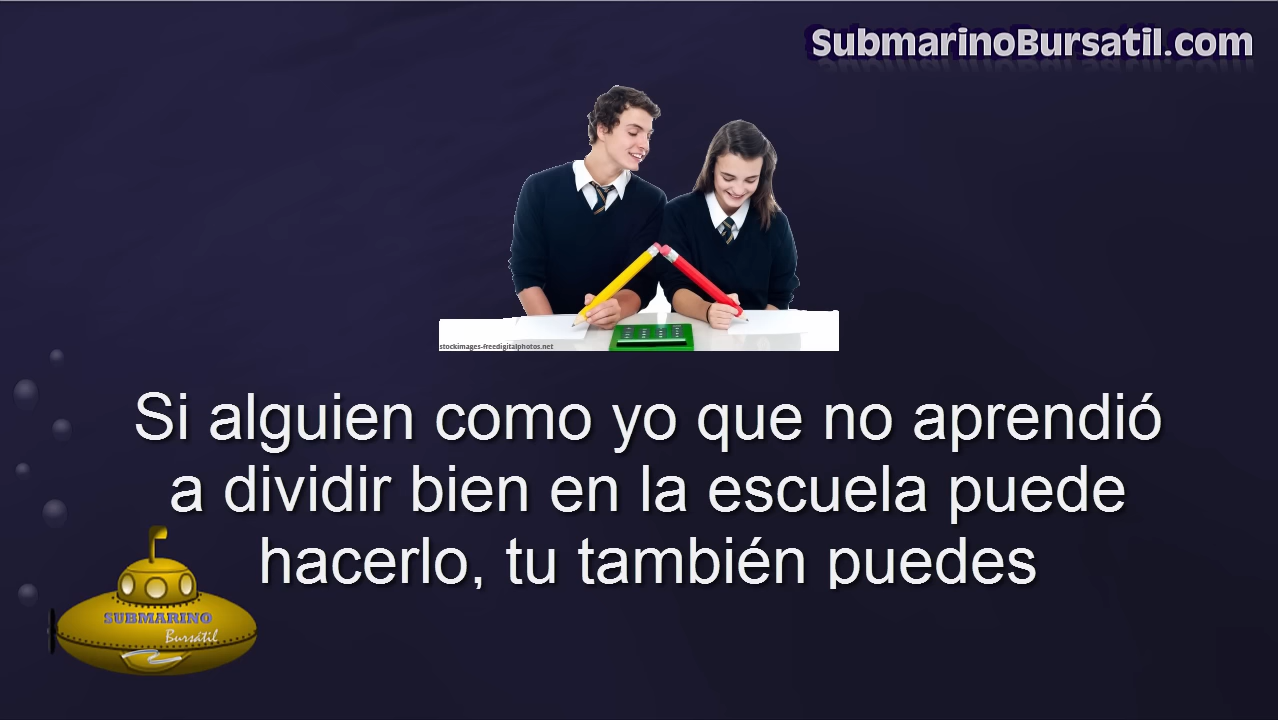 SubmarinoBursatil.com
stockimages-freedigitalphotos.net
Si alguien como yo que no aprendió
a dividir bien en la escuela puede
hacerlo, tu también puedes
SUBMARINO
Bursátil